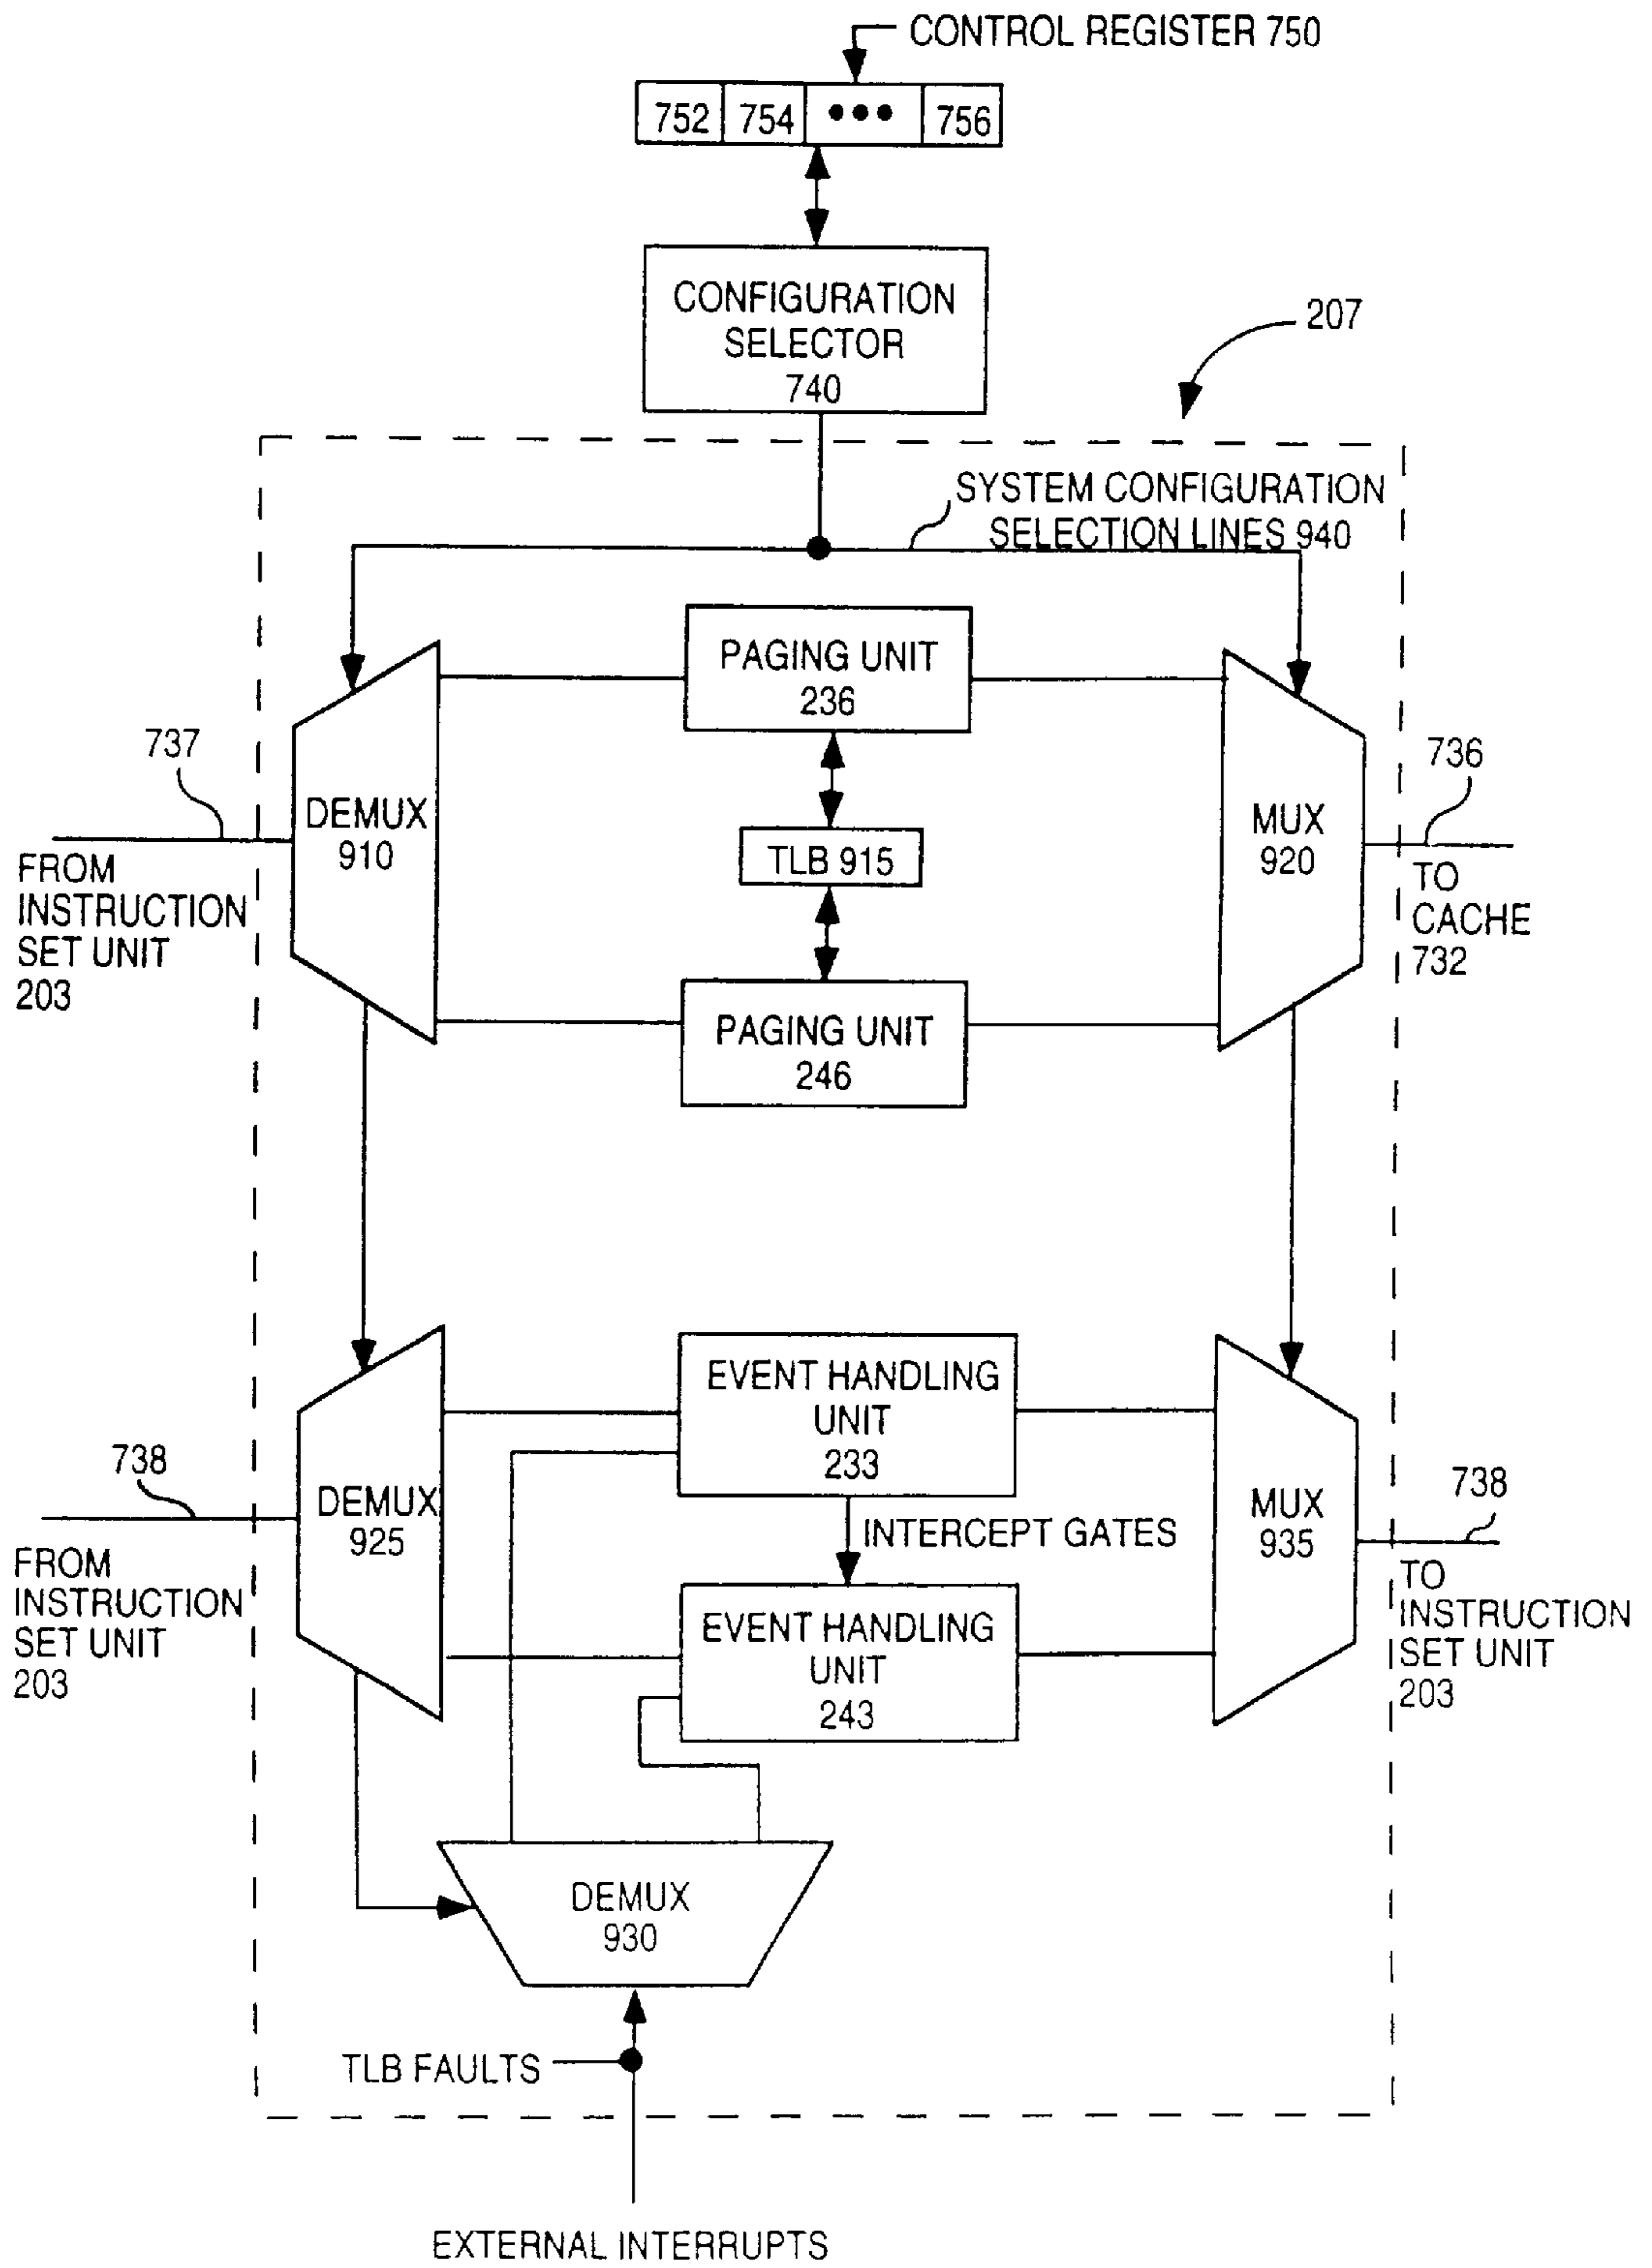 CONTROL REGISTER 750
752 754 ••• 756
CONFIGURATION
SELECTOR
740
207
SYSTEM CONFIGURATION
SELECTION LINES 940
PAGING UNIT
236
737
DEMUX
910
FROM
INSTRUCTION
SET UNIT
203
TLB 915
MUX
920
736
TO
CACHE
732
PAGING UNIT
246
EVENT HANDLING
UNIT
233
738
DEMUX
925
FROM
INSTRUCTION
SET UNIT
203
INTERCEPT GATES
MUX
935
738
TO
INSTRUCTION
SET UNIT
203
EVENT HANDLING
UNIT
243
DEMUX
930
TLB FAULTS
EXTERNAL INTERRUPTS